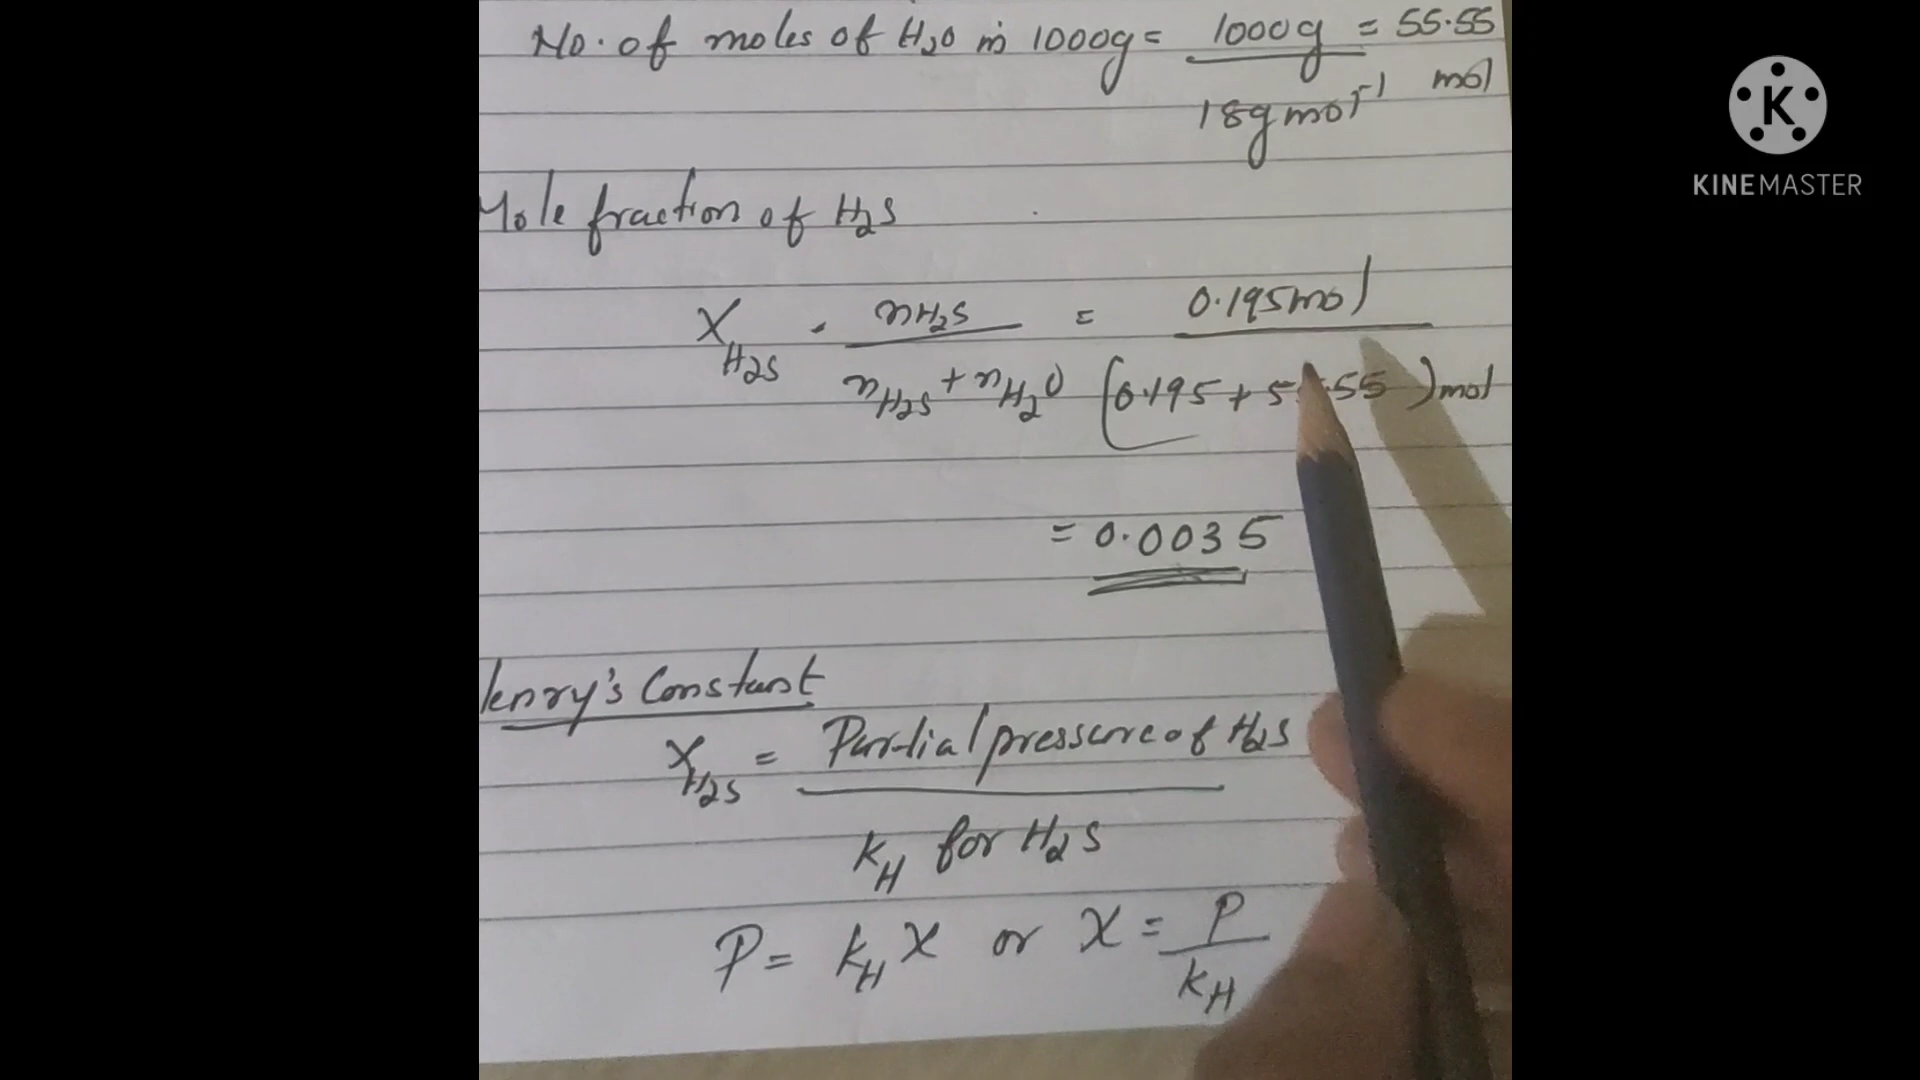 No. of moles of H2O in 1000g = 1000g = 55.55
18g mol-1 mol
Mole fraction of H2S
X H2S = nH2S = 0.195 mol
nH2S + nH2O (0.195 + 55.55) mol
= 0.0035
Henry's Constant
X H2S = Partial pressure of H2S
KH for H2S
P = KH X or X = P
KH
K
KINEMASTER